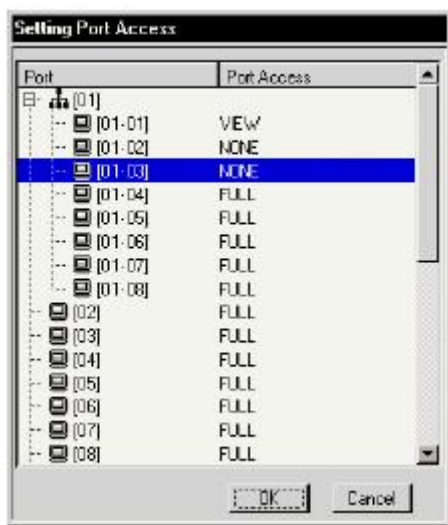 Setting Port Access
Port Port Access
[01]
[01-01] VIEW
[01-02] NONE
[01-03] NONE
[01-04] FULL
[01-05] FULL
[01-06] FULL
[01-07] FULL
[01-08] FULL
[02] FULL
[03] FULL
[04] FULL
[05] FULL
[06] FULL
[07] FULL
[08] FULL
OK Cancel